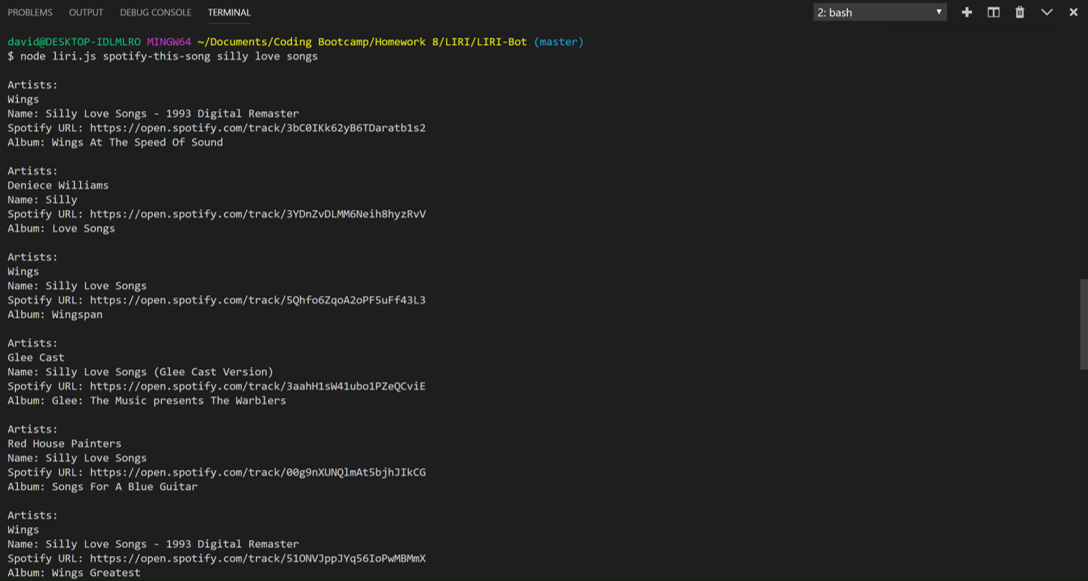 PROBLEMS OUTPUT DEBUG CONSOLE TERMINAL 2: bash
david@DESKTOP-IDLMLRO MINGW64 ~/Documents/Coding Bootcamp/Homework 8/LIRI/LIRI-Bot (master)
$ node liri.js spotify-this-song silly love songs
Artists:
Wings
Name: Silly Love Songs - 1993 Digital Remaster
Spotify URL: https://open.spotify.com/track/3bC0IKk62yB6TDaratb1s2
Album: Wings At The Speed Of Sound
Artists:
Deniece Williams
Name: Silly
Spotify URL: https://open.spotify.com/track/3YDnZvDLMM6Neih8hyzRvV
Album: Love Songs
Artists:
Wings
Name: Silly Love Songs
Spotify URL: https://open.spotify.com/track/5Qhfo6ZqoA2oPF5uFf43L3
Album: Wingspan
Artists:
Glee Cast
Name: Silly Love Songs (Glee Cast Version)
Spotify URL: https://open.spotify.com/track/3aahH1sW41ubo1PZeQCviE
Album: Glee: The Music presents The Warblers
Artists:
Red House Painters
Name: Silly Love Songs
Spotify URL: https://open.spotify.com/track/00g9nXUNQlmAt5bjhJIkCG
Album: Songs For A Blue Guitar
Artists:
Wings
Name: Silly Love Songs - 1993 Digital Remaster
Spotify URL: https://open.spotify.com/track/51ONVJppJYq56IoPwMBMmX
Album: Wings Greatest